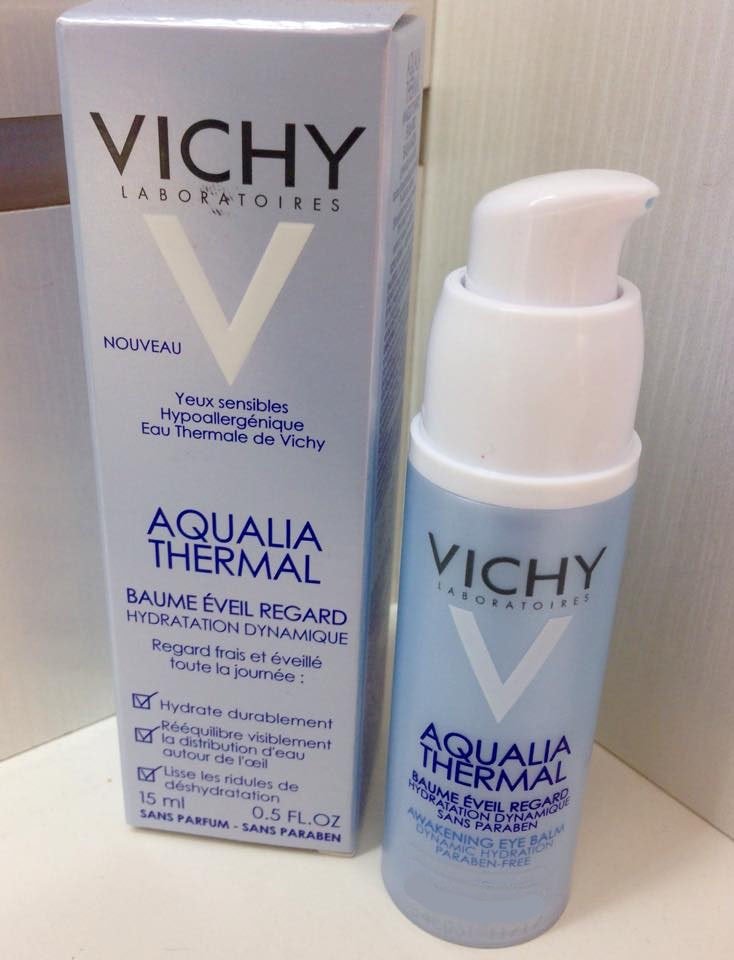 VICHY
LABORATOIRES
V
NOUVEAU
Yeux sensibles
Hypoallergénique
Eau Thermale de Vichy
AQUALIA
THERMAL
BAUME ÉVEIL REGARD
HYDRATATION DYNAMIQUE
Regard frais et éveillé
toute la journée :
Hydrate durablement
Rééquilibre visiblement
la distribution d'eau
autour de l'œil
Lisse les ridules de
déshydratation
15 ml 0.5 FL.OZ
SANS PARFUM - SANS PARABEN
VICHY
LABORATOIRES
V
AQUALIA
THERMAL
BAUME ÉVEIL REGARD
HYDRATATION DYNAMIQUE
SANS PARABEN
AWAKENING EYE BALM
DYNAMIC HYDRATION
PARABEN-FREE